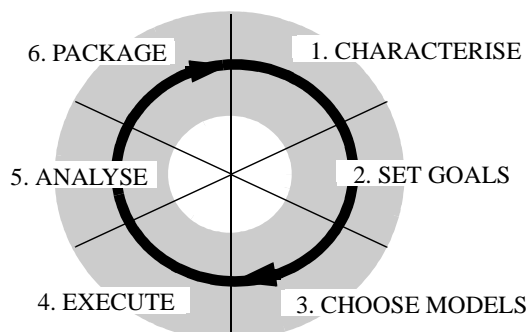 6. PACKAGE
1. CHARACTERISE
5. ANALYSE
2. SET GOALS
4. EXECUTE
3. CHOOSE MODELS